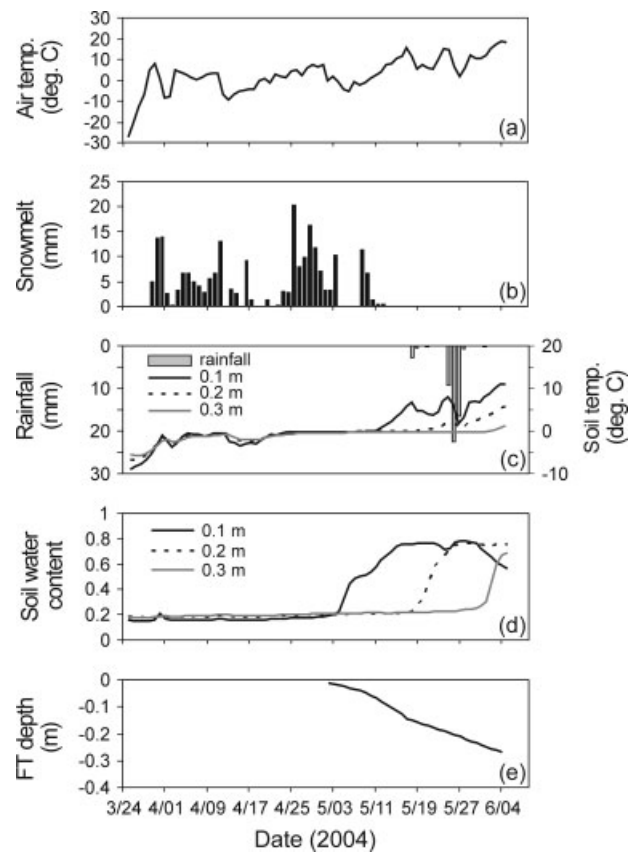 30
20
10
0
-10
-20
-30
Air temp.
(deg. C)
(a)
25
20
15
10
5
0
Snowmelt
(mm)
(b)
0
10
20
30
Rainfall
(mm)
rainfall
0.1 m
0.2 m
0.3 m
20
10
0
-10
Soil temp.
(deg. C)
(c)
1
0.8
0.6
0.4
0.2
0
Soil water
content
0.1 m
0.2 m
0.3 m
(d)
0
-0.1
-0.2
-0.3
-0.4
FT depth
(m)
(e)
3/24 4/01 4/09 4/17 4/25 5/03 5/11 5/19 5/27 6/04
Date (2004)